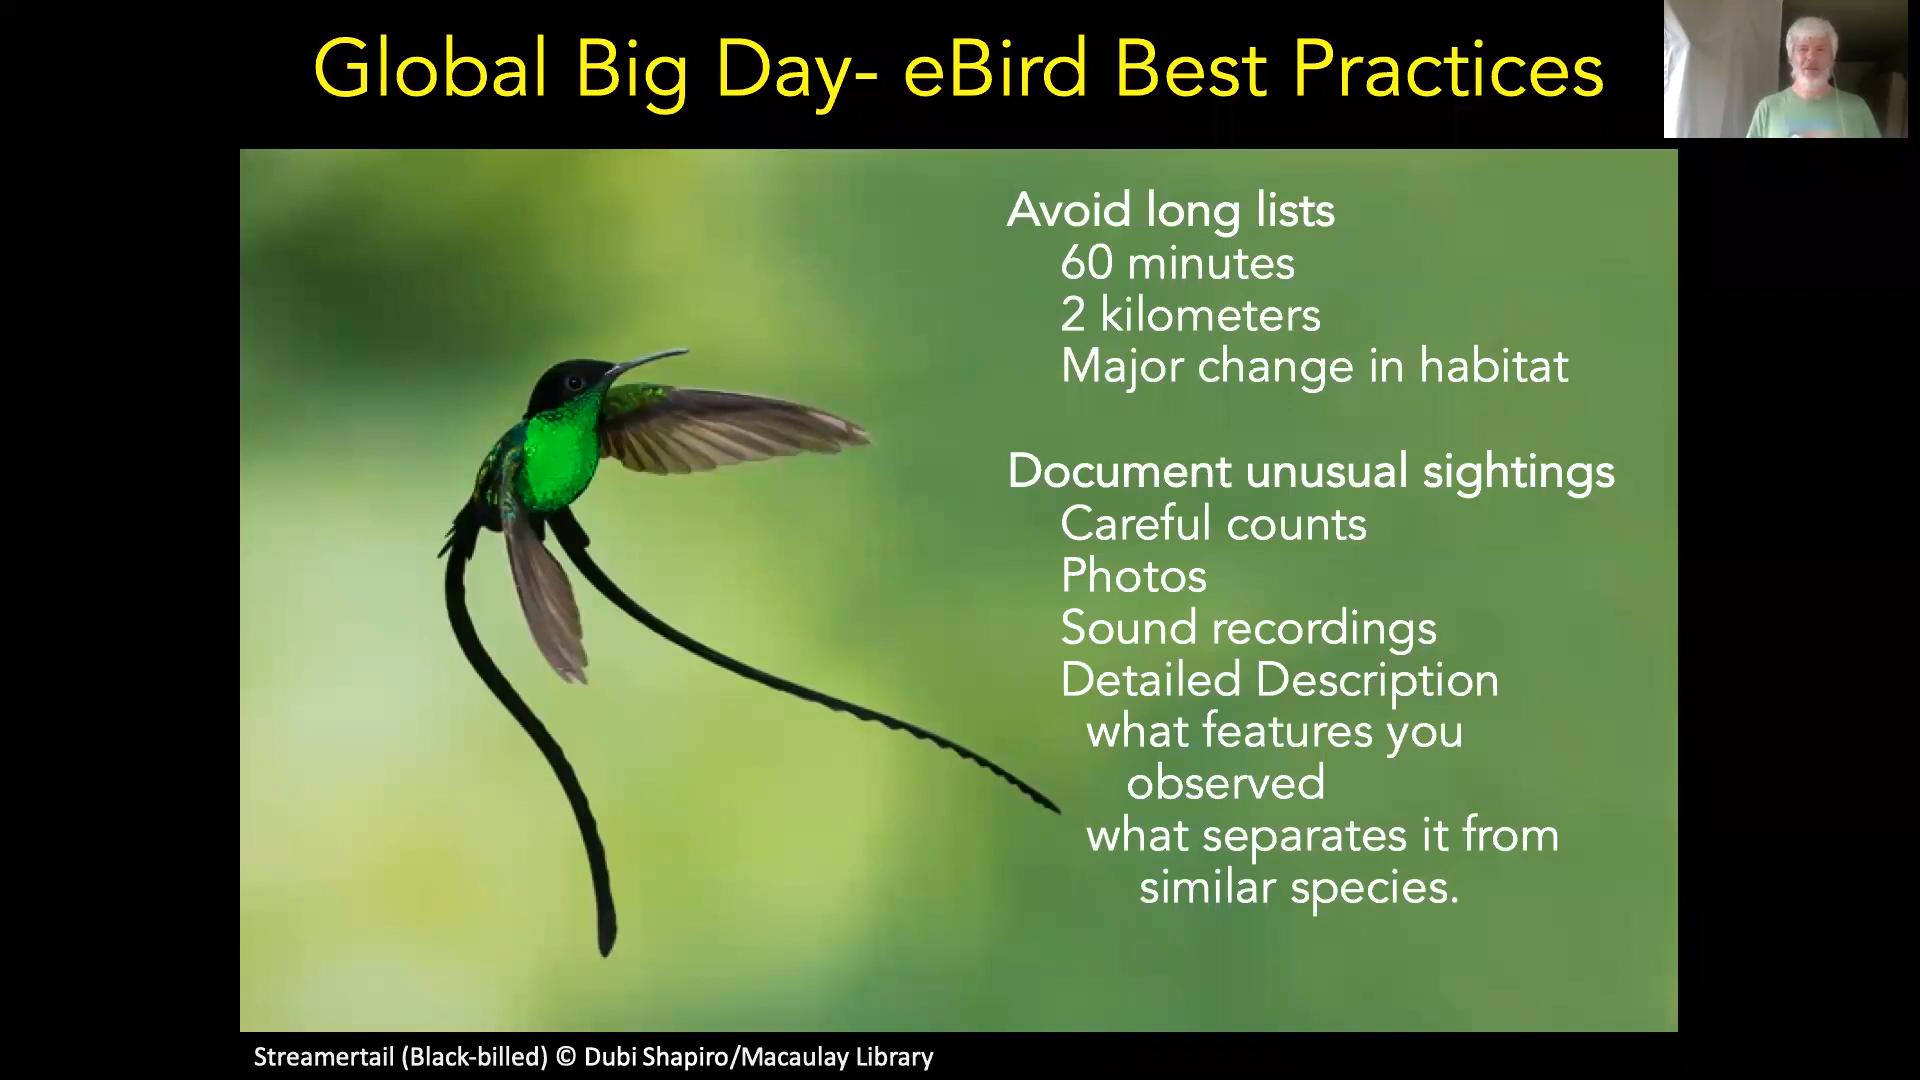 Global Big Day- eBird Best Practices
Avoid long lists
60 minutes
2 kilometers
Major change in habitat
Document unusual sightings
Careful counts
Photos
Sound recordings
Detailed Description
what features you
observed
what separates it from
similar species.
Streamertail (Black-billed) © Dubi Shapiro/Macaulay Library